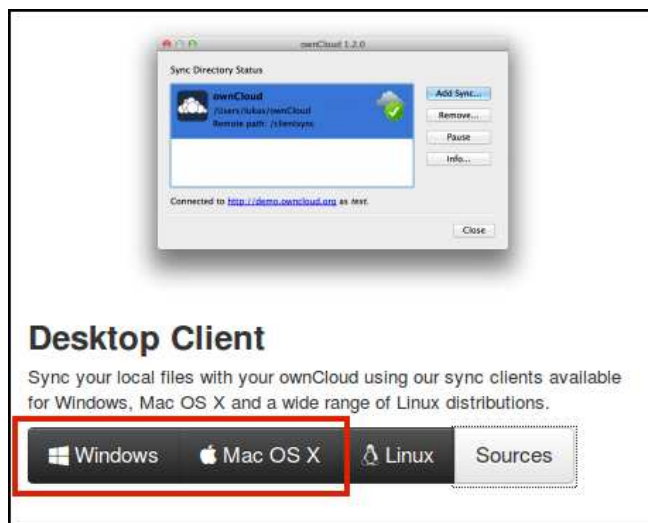 ownCloud 1.2.0
Sync Directory Status
ownCloud
/Users/lukas/ownCloud
Remote path: /clientsync
Add Sync...
Remove...
Pause
Info...
Connected to http://demo.owncloud.org as test.
Close
Desktop Client
Sync your local files with your ownCloud using our sync clients available
for Windows, Mac OS X and a wide range of Linux distributions.
Windows Mac OS X Linux Sources